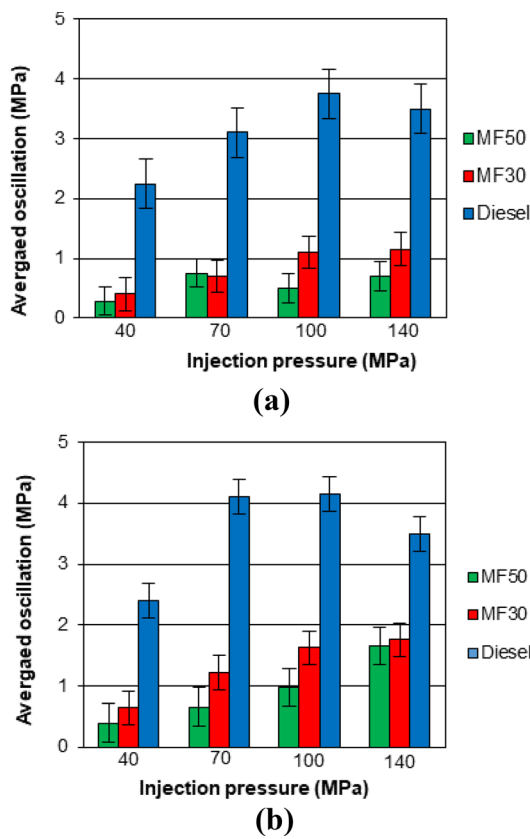 5
4
3
2
1
0
Avergaed oscillation (MPa)
40 70 100 140
Injection pressure (MPa)
MF50
MF30
Diesel
(a)
5
4
3
2
1
0
Avergaed oscillation (MPa)
40 70 100 140
Injection pressure (MPa)
MF50
MF30
Diesel
(b)